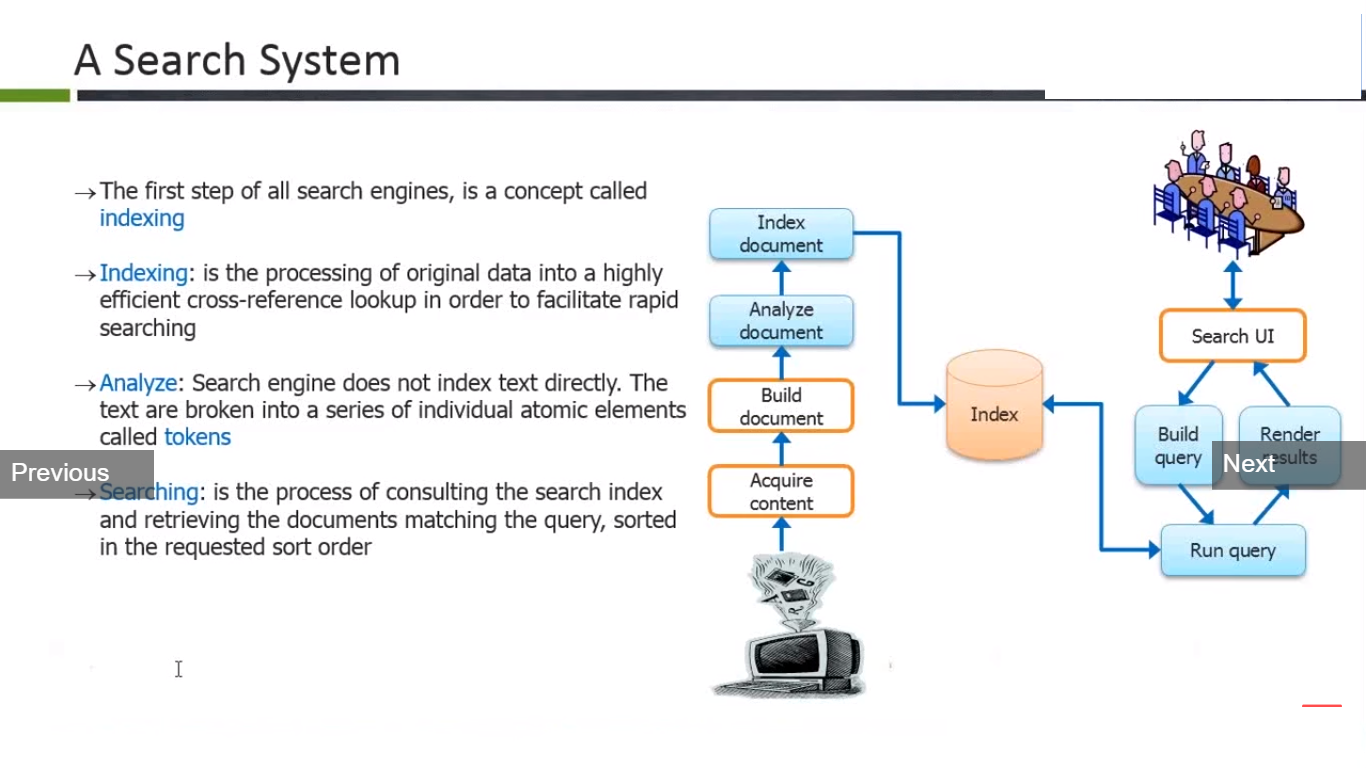 A Search System
→The first step of all search engines, is a concept called
indexing
→Indexing: is the processing of original data into a highly
efficient cross-reference lookup in order to facilitate rapid
searching
→Analyze: Search engine does not index text directly. The
text are broken into a series of individual atomic elements
called tokens
Previous
→Searching: is the process of consulting the search index
and retrieving the documents matching the query, sorted
in the requested sort order
Index
document
Analyze
document
Build
document
Acquire
content
Index
Search UI
Build
query
Render
results
Next
Run query